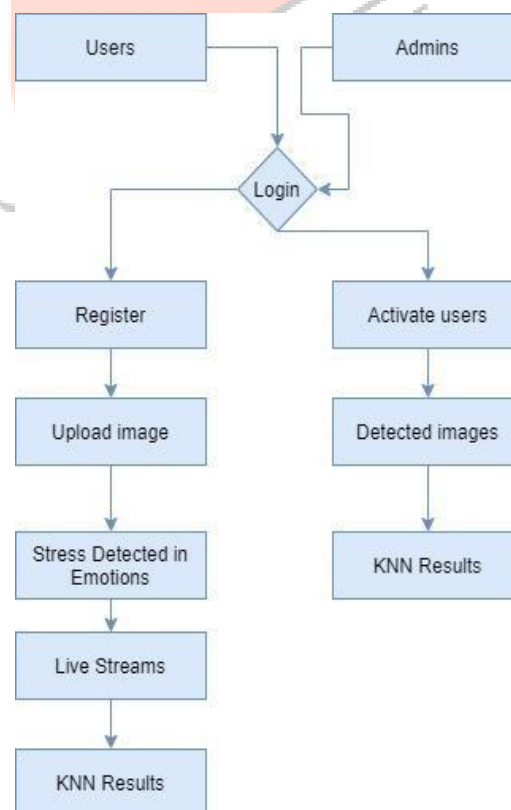 Users
Admins
Login
Register
Activate users
Upload image
Detected images
Stress Detected in
Emotions
KNN Results
Live Streams
KNN Results